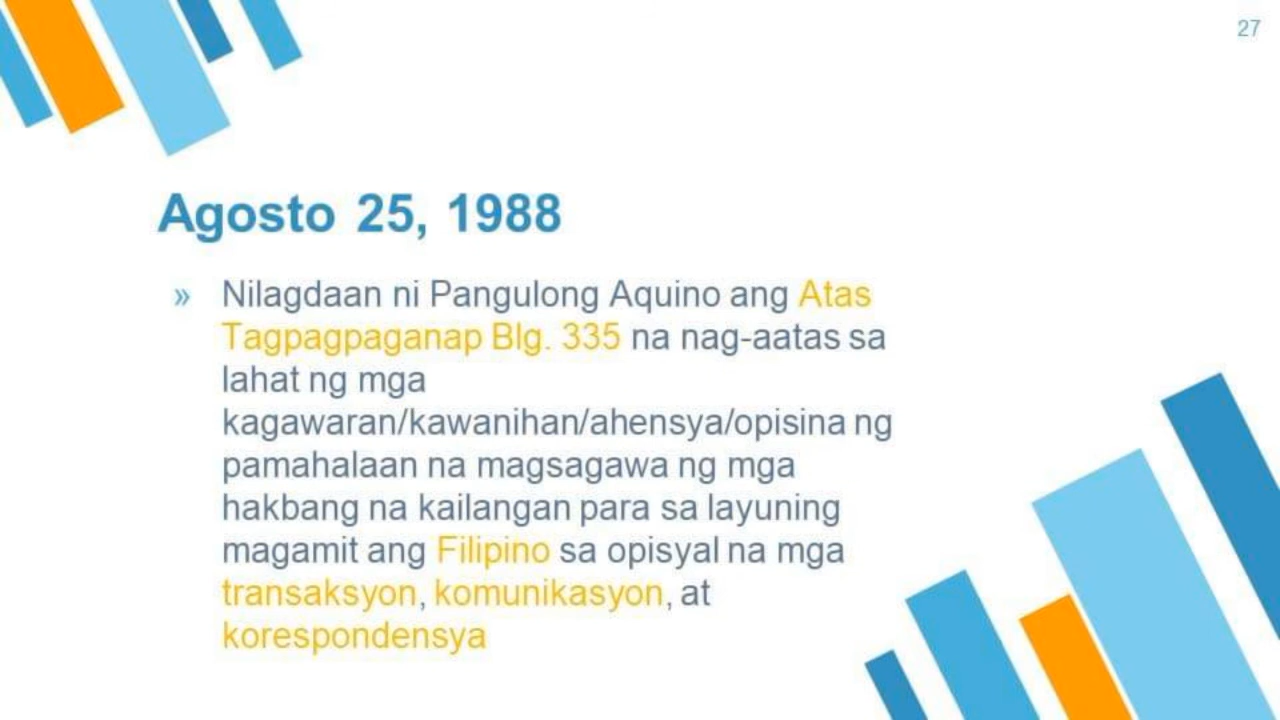 27
Agosto 25, 1988
» Nilagdaan ni Pangulong Aquino ang Atas
Tagpagpaganap Blg. 335 na nag-aatas sa
lahat ng mga
kagawaran/kawanihan/ahensya/opisina ng
pamahalaan na magsagawa ng mga
hakbang na kailangan para sa layuning
magamit ang Filipino sa opisyal na mga
transaksyon, komunikasyon, at
korespondensya